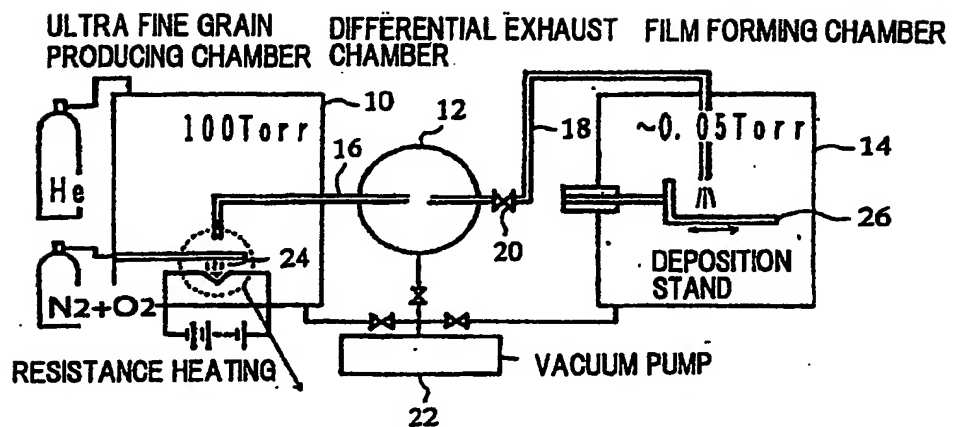 ULTRA FINE GRAIN
PRODUCING CHAMBER
DIFFERENTIAL EXHAUST
CHAMBER
FILM FORMING CHAMBER
10
12
100Torr
18
~0.05Torr
14
16
He
20
26
24
DEPOSITION
STAND
N2+O2
RESISTANCE HEATING
VACUUM PUMP
22